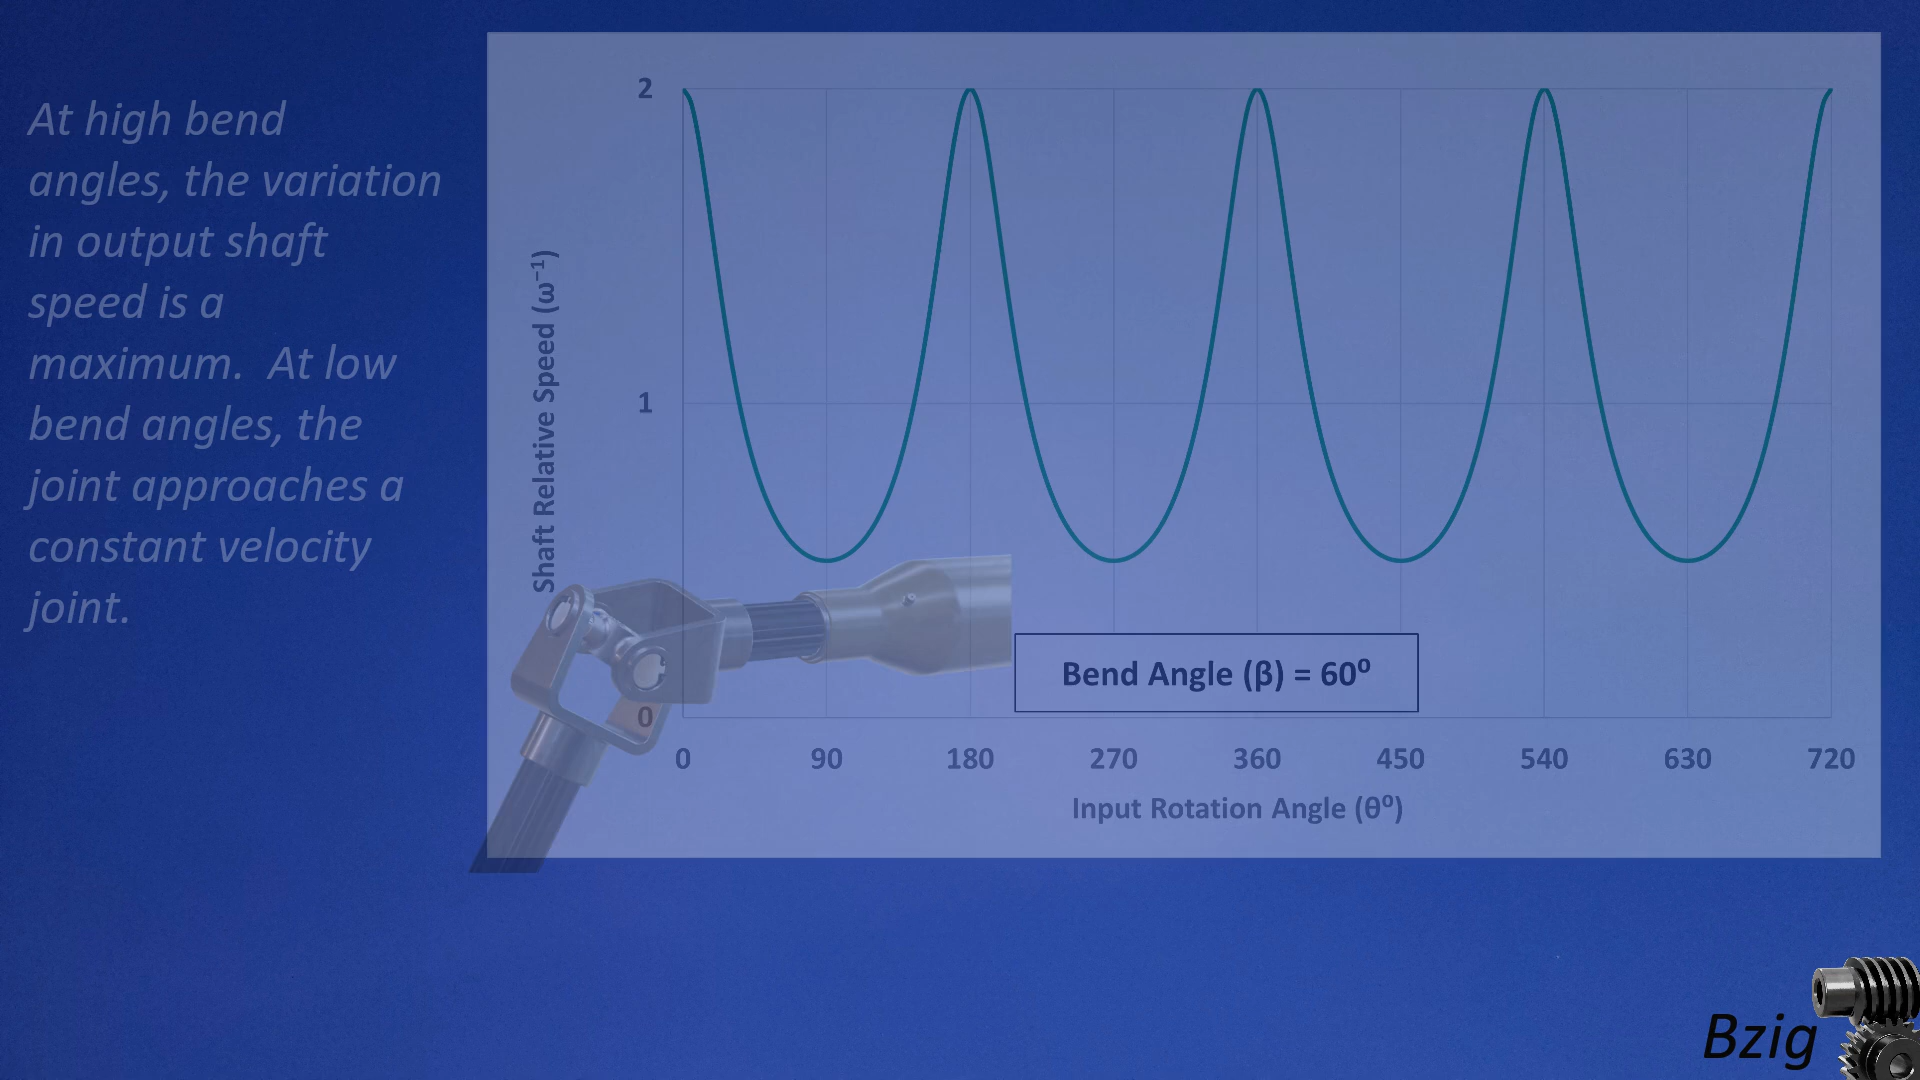 At high bend
angles, the variation
in output shaft
speed is a
maximum. At low
bend angles, the
joint approaches a
constant velocity
joint.
Shaft Relative Speed (ω⁻¹)
2
1
0
Bend Angle (β) = 60⁰
0 90 180 270 360 450 540 630 720
Input Rotation Angle (θ⁰)
Bzig